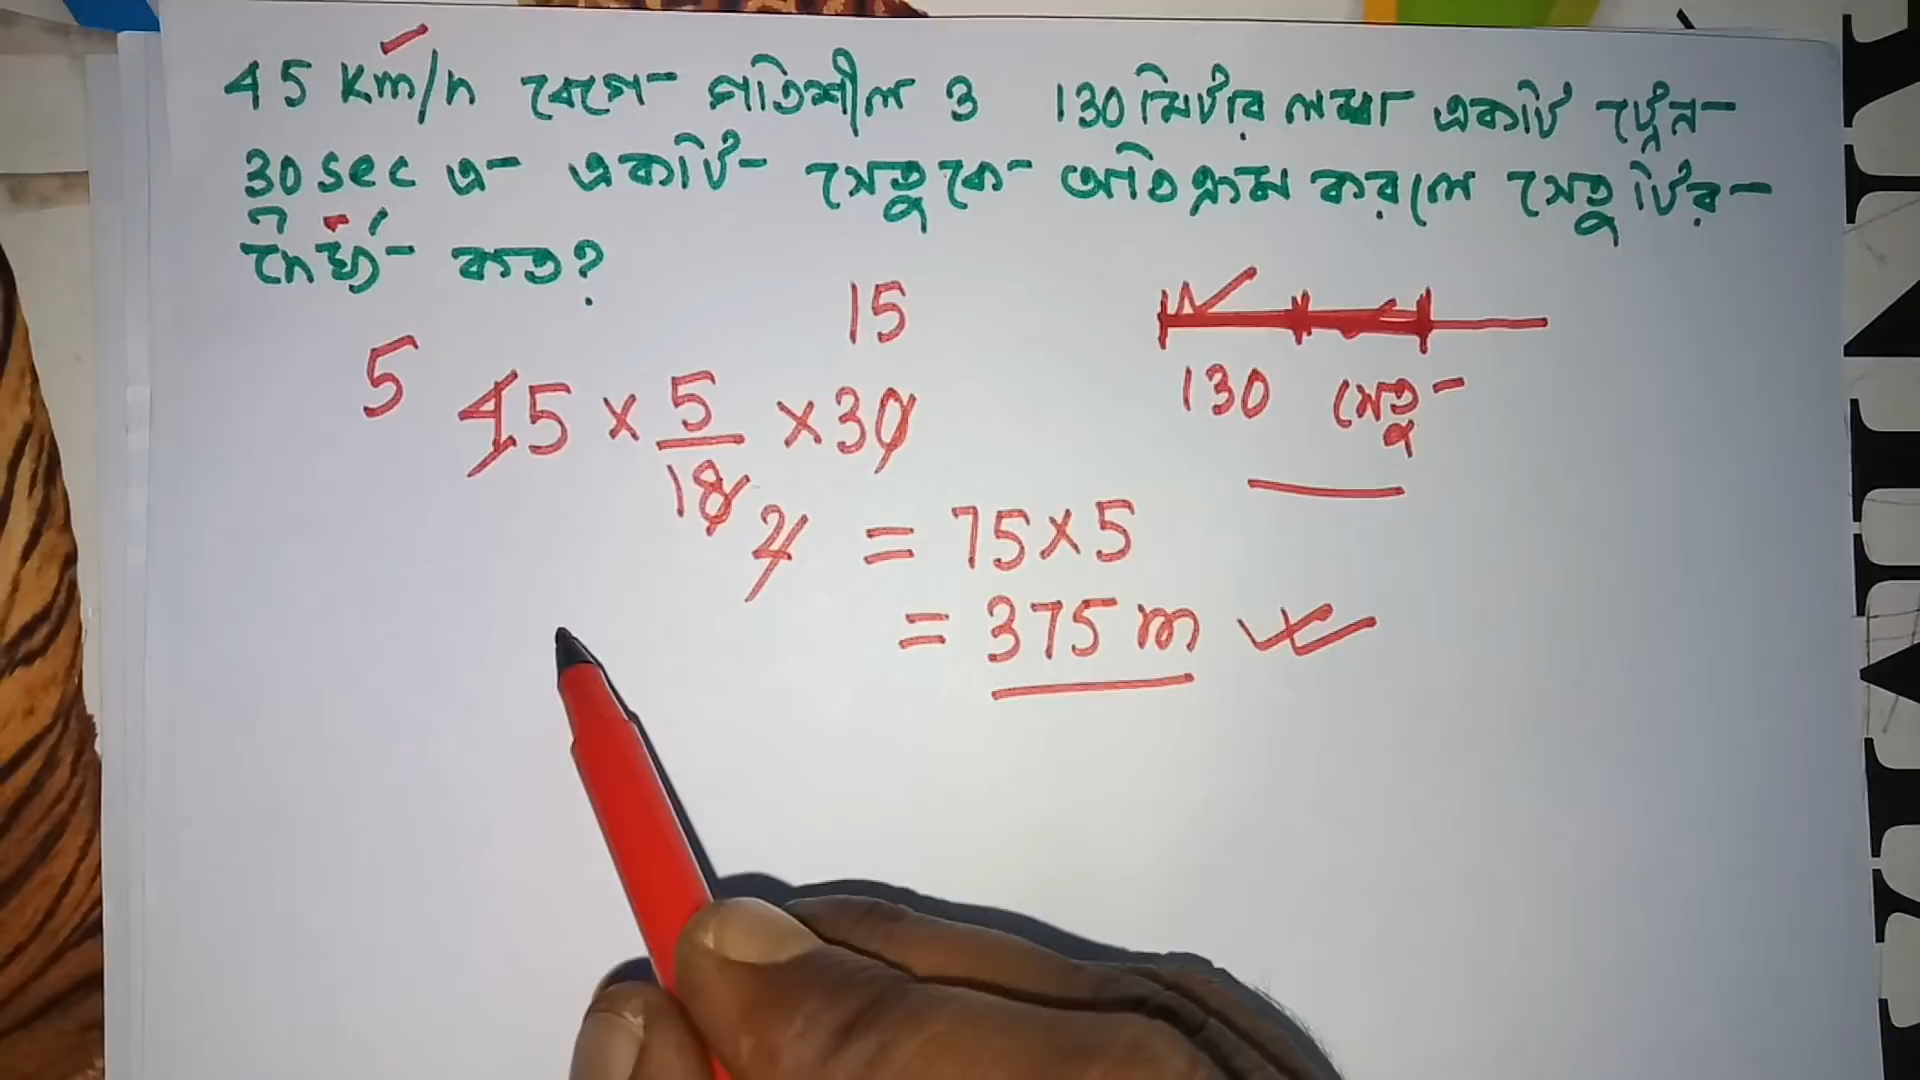 45 Km/h বেগে গতিশীল ও 130 মিটার লম্বা একটি ট্রেন
30 sec এ একটি সেতুকে অতিক্রম করলে সেতুটির
দৈর্ঘ্য কত?
15
5 45 × 5/18 × 30
130 সেতু
2
= 75 × 5
= 375 m